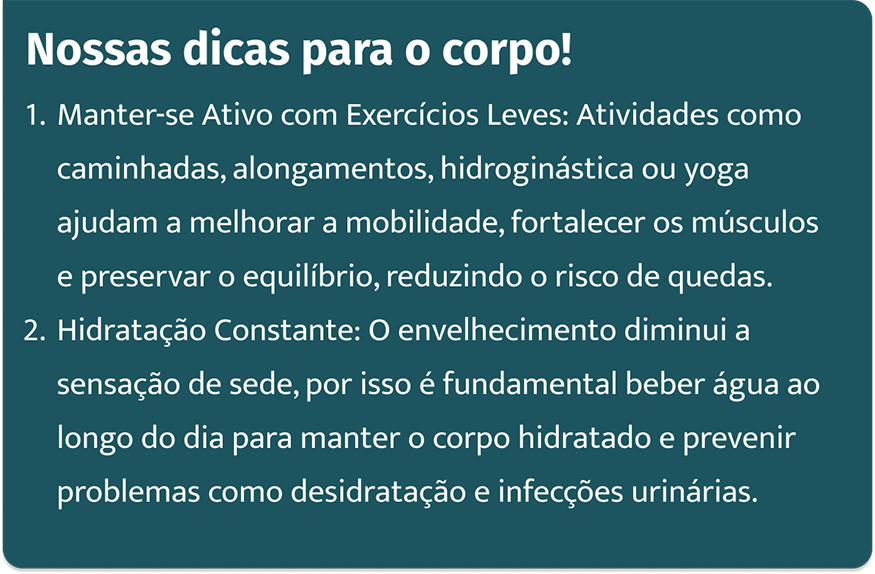 Nossas dicas para o corpo!
1. Manter-se Ativo com Exercícios Leves: Atividades como
caminhadas, alongamentos, hidroginástica ou yoga
ajudam a melhorar a mobilidade, fortalecer os músculos
e preservar o equilíbrio, reduzindo o risco de quedas.
2. Hidratação Constante: O envelhecimento diminui a
sensação de sede, por isso é fundamental beber água ao
longo do dia para manter o corpo hidratado e prevenir
problemas como desidratação e infecções urinárias.